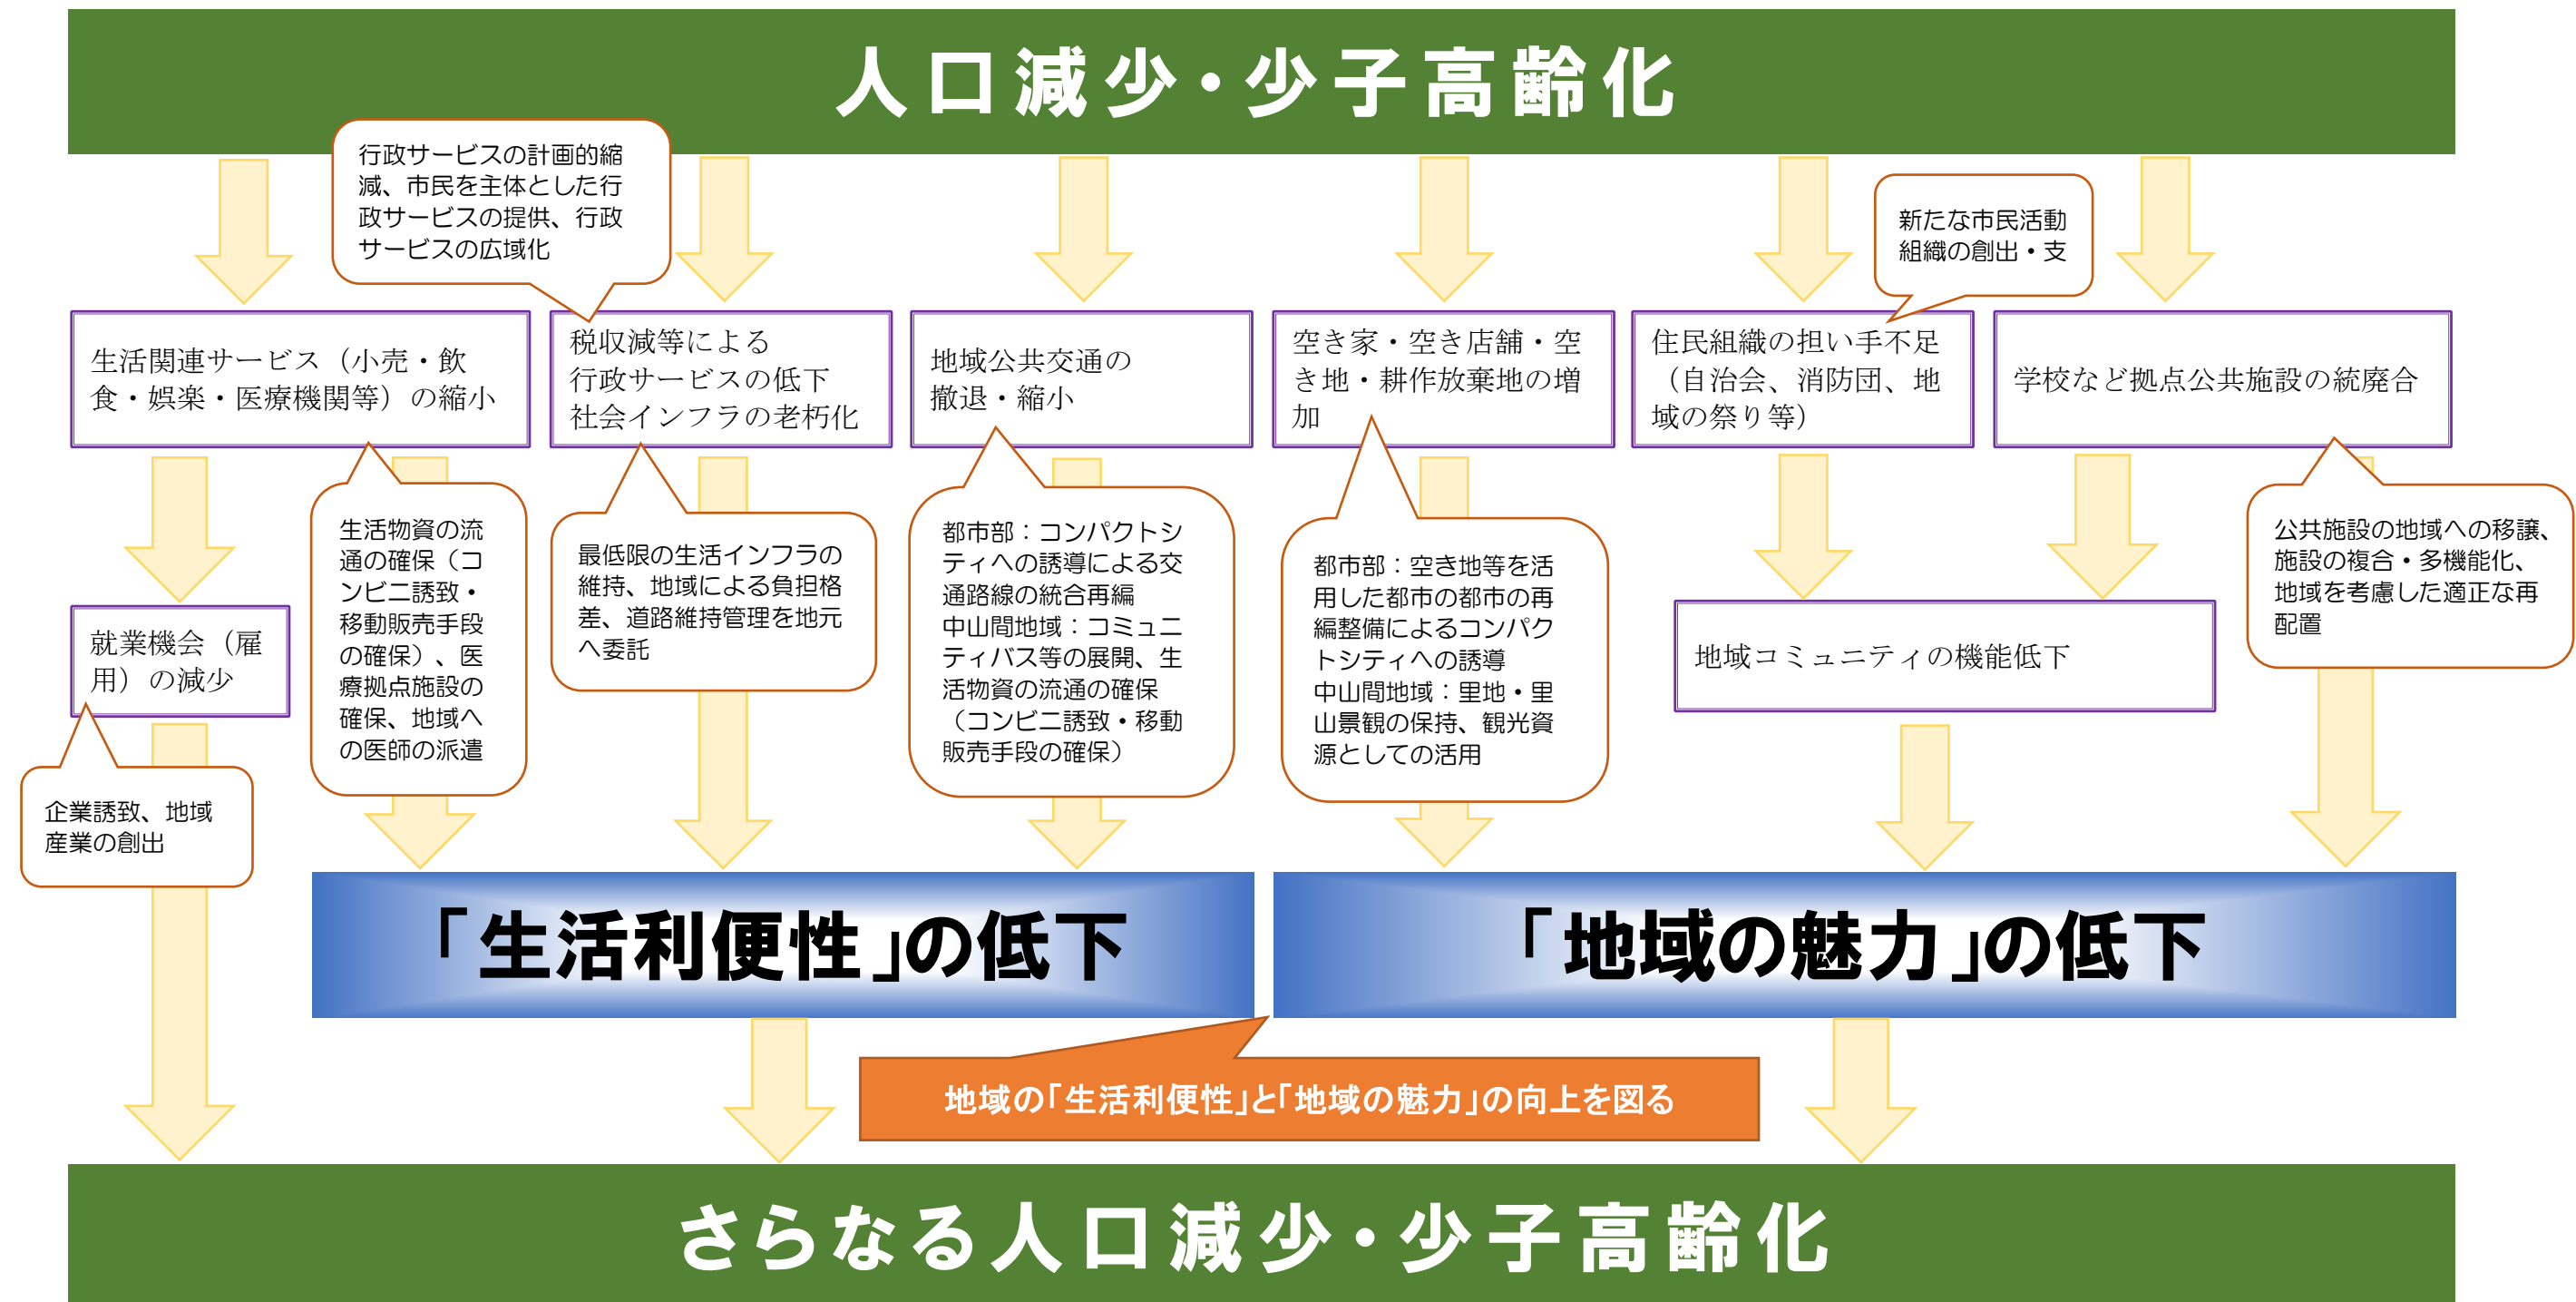 人口減少・少子高齢化
行政サービスの計画的縮
減、市民を主体とした行
政サービスの提供、行政
サービスの広域化
新たな市民活動
組織の創出・支
生活関連サービス（小売・飲
食・娯楽・医療機関等）の縮小
税収減等による
行政サービスの低下
社会インフラの老朽化
地域公共交通の
撤退・縮小
空き家・空き店舗・空
き地・耕作放棄地の増
加
住民組織の担い手不足
（自治会、消防団、地
域の祭り等）
学校など拠点公共施設の統廃合
生活物資の流
通の確保（コ
ンビニ誘致・
移動販売手段
の確保）、医
療拠点施設の
確保、地域へ
の医師の派遣
最低限の生活インフラの
維持、地域による負担格
差、道路維持管理を地元
へ委託
都市部：コンパクトシ
ティへの誘導による交
通路線の統合再編
中山間地域：コミュニ
ティバス等の展開、生
活物資の流通の確保
（コンビニ誘致・移動
販売手段の確保）
都市部：空き地等を活
用した都市の都市の再
編整備によるコンパク
トシティへの誘導
中山間地域：里地・里
山景観の保持、観光資
源としての活用
公共施設の地域への移譲、
施設の複合・多機能化、
地域を考慮した適正な再
配置
就業機会（雇
用）の減少
地域コミュニティの機能低下
企業誘致、地域
産業の創出
「生活利便性」の低下
「地域の魅力」の低下
地域の「生活利便性」と「地域の魅力」の向上を図る
さらなる人口減少・少子高齢化